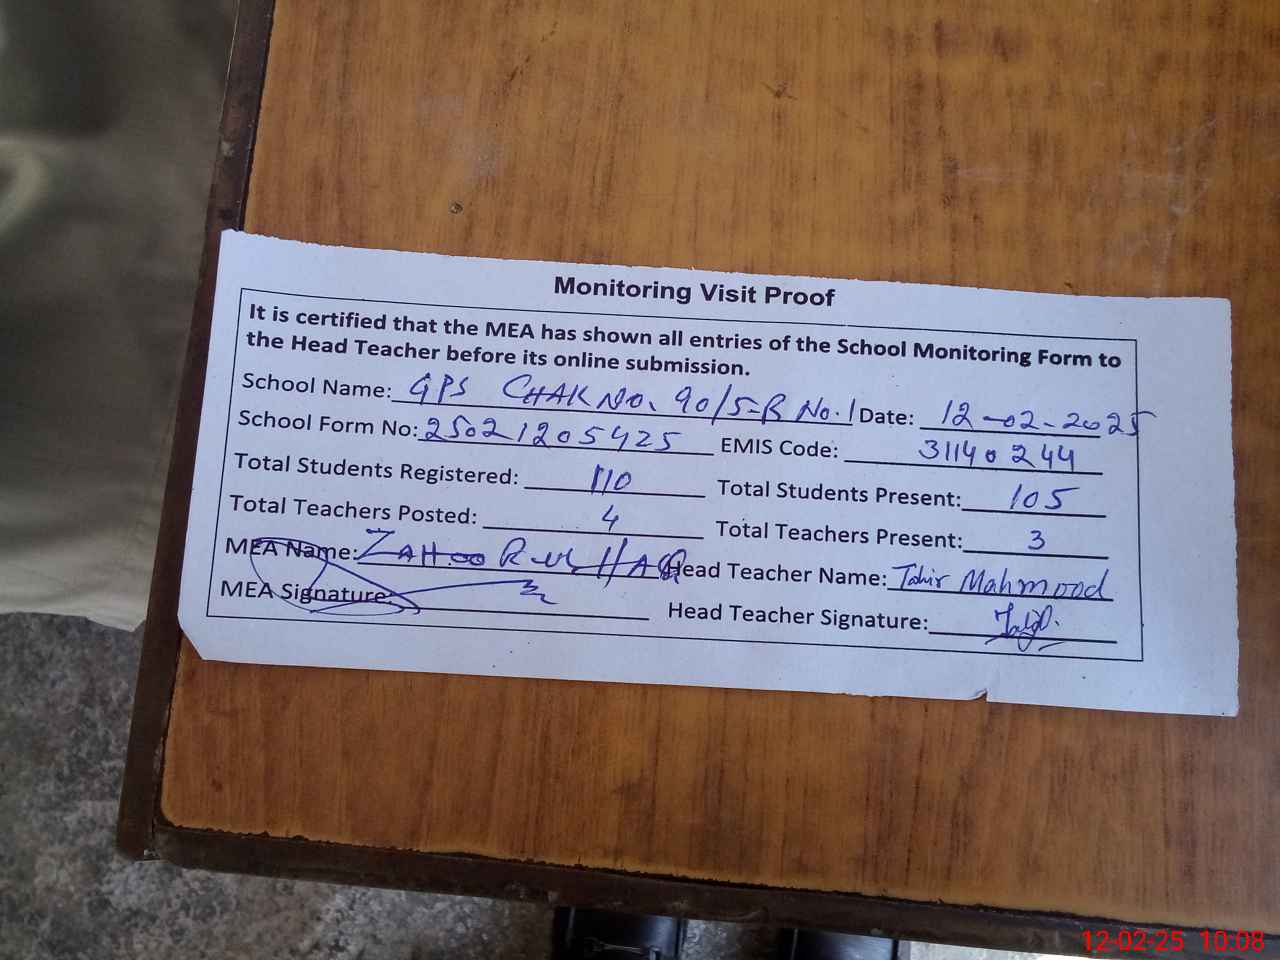 Monitoring Visit Proof
It is certified that the MEA has shown all entries of the School Monitoring Form to
the Head Teacher before its online submission.
School Name: GPS CHAK NO. 90/5-R No. 1 Date: 12-02-2025
School Form No: 25021205425 EMIS Code: 31140244
Total Students Registered: 110 Total Students Present: 105
Total Teachers Posted: 4 Total Teachers Present: 3
MEA Name: ZAHOOR UL HAQ Head Teacher Name: Tahir Mahmood
MEA Signature: Head Teacher Signature:
12-02-25 10:08